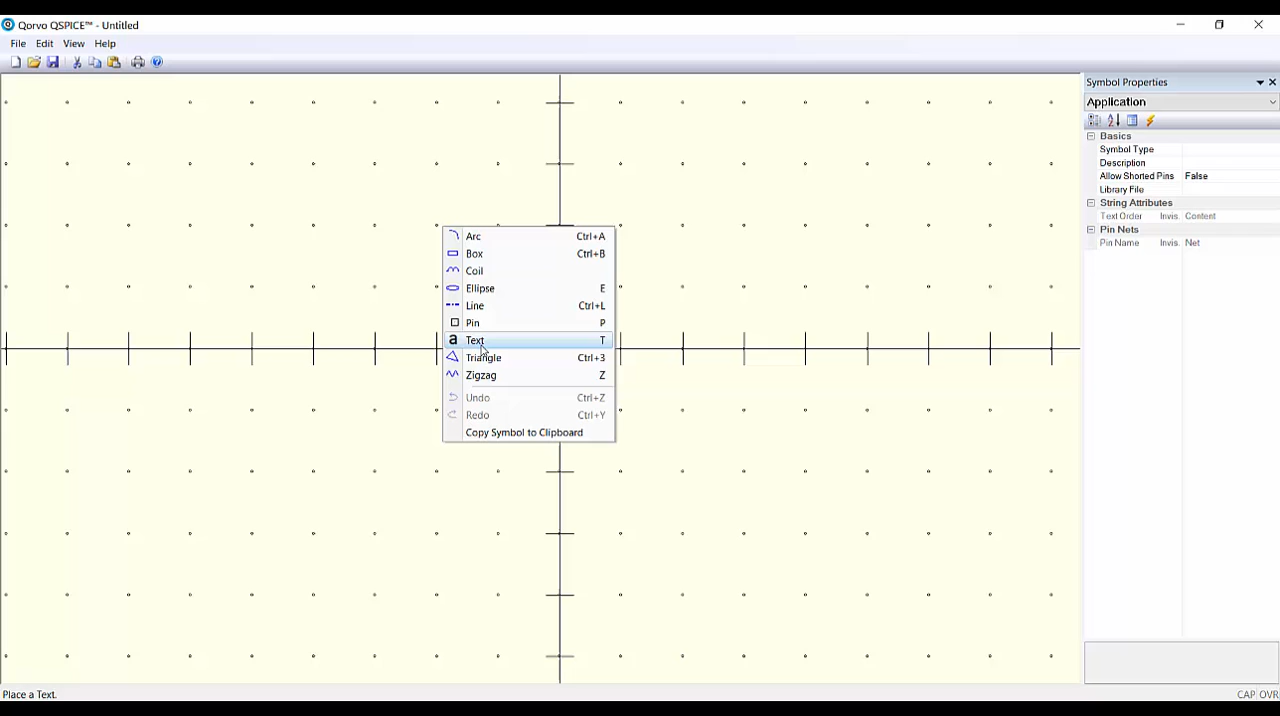 Qorvo QSPICE™ - Untitled
File Edit View Help
Symbol Properties
Application
Basics
Symbol Type
Description
Allow Shorted Pins False
Library File
String Attributes
Text Order Invis. Content
Pin Nets
Pin Name Invis. Net
Arc Ctrl+A
Box Ctrl+B
Coil
Ellipse E
Line Ctrl+L
Pin P
a Text T
Triangle Ctrl+3
Zigzag Z
Undo Ctrl+Z
Redo Ctrl+Y
Copy Symbol to Clipboard
Place a Text.
CAP OVR